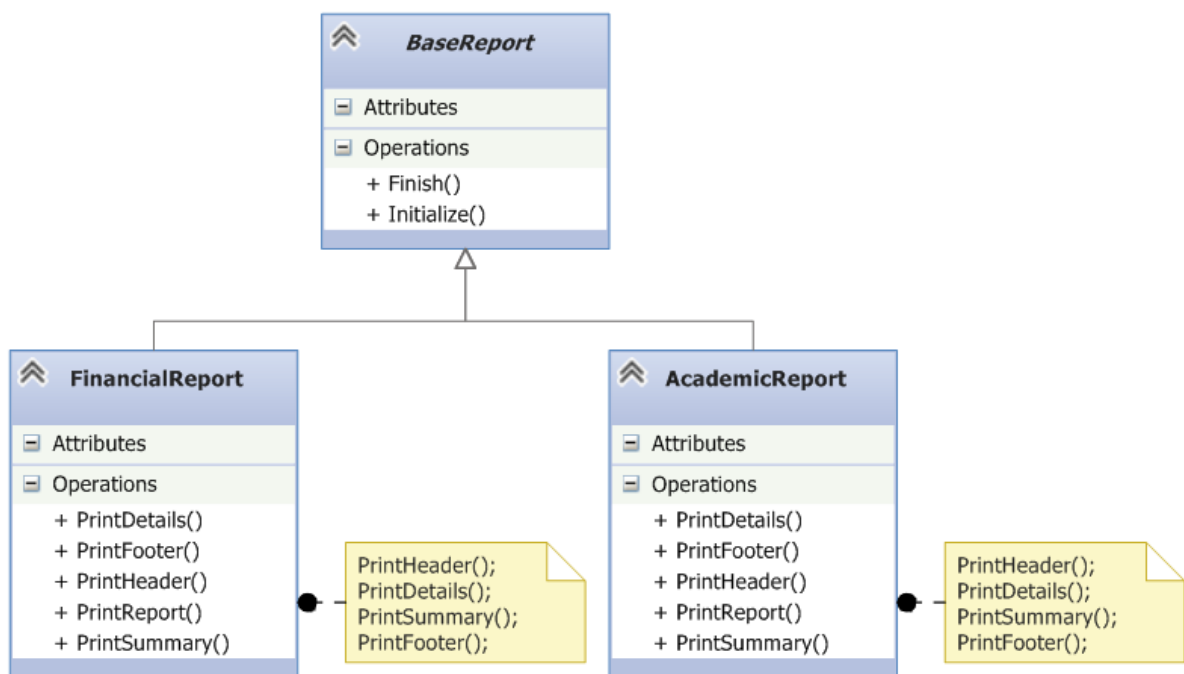 BaseReport
Attributes
Operations
+ Finish()
+ Initialize()
FinancialReport
Attributes
Operations
+ PrintDetails()
+ PrintFooter()
+ PrintHeader()
+ PrintReport()
+ PrintSummary()
PrintHeader();
PrintDetails();
PrintSummary();
PrintFooter();
AcademicReport
Attributes
Operations
+ PrintDetails()
+ PrintFooter()
+ PrintHeader()
+ PrintReport()
+ PrintSummary()
PrintHeader();
PrintDetails();
PrintSummary();
PrintFooter();